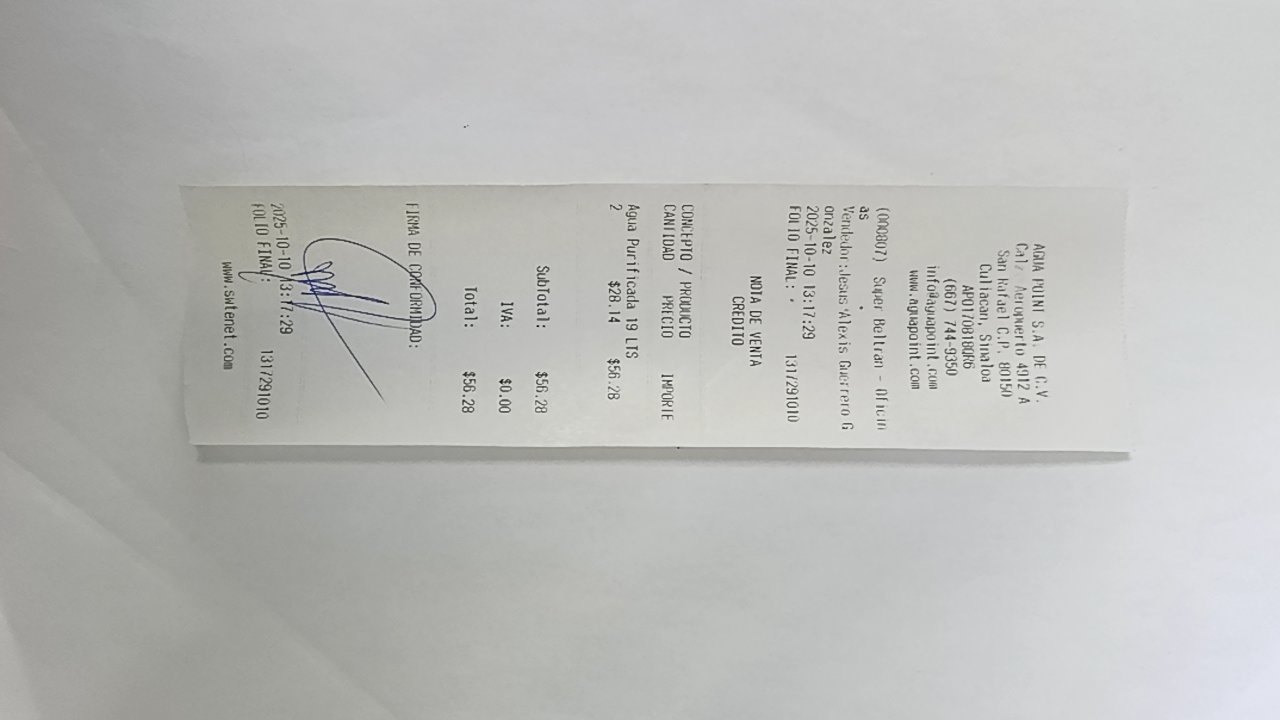 AGUA POINT S.A. DE C.V.
Calz Aeropuerto 4912 A
San Rafael C.P. 80150
Culiacan, Sinaloa
APO170818QR6
(667) 744-9350
info@aguapoint.com
www.aguapoint.com
(000807) Super Beltran - Oficin
as
Vendedor:Jesus Alexis Guerrero G
onzalez
2025-10-10 13:17:29
FOLIO FINAL: 1317291010
NOTA DE VENTA
CREDITO
CONCEPTO / PRODUCTO
CANTIDAD PRECIO IMPORTE
Agua Purificada 19 LTS
2 $28.14 $56.28
SubTotal: $56.28
IVA: $0.00
Total: $56.28
FIRMA DE CONFORMIDAD:
2025-10-10 13:17:29
FOLIO FINAL: 1317291010
www.swtenet.com